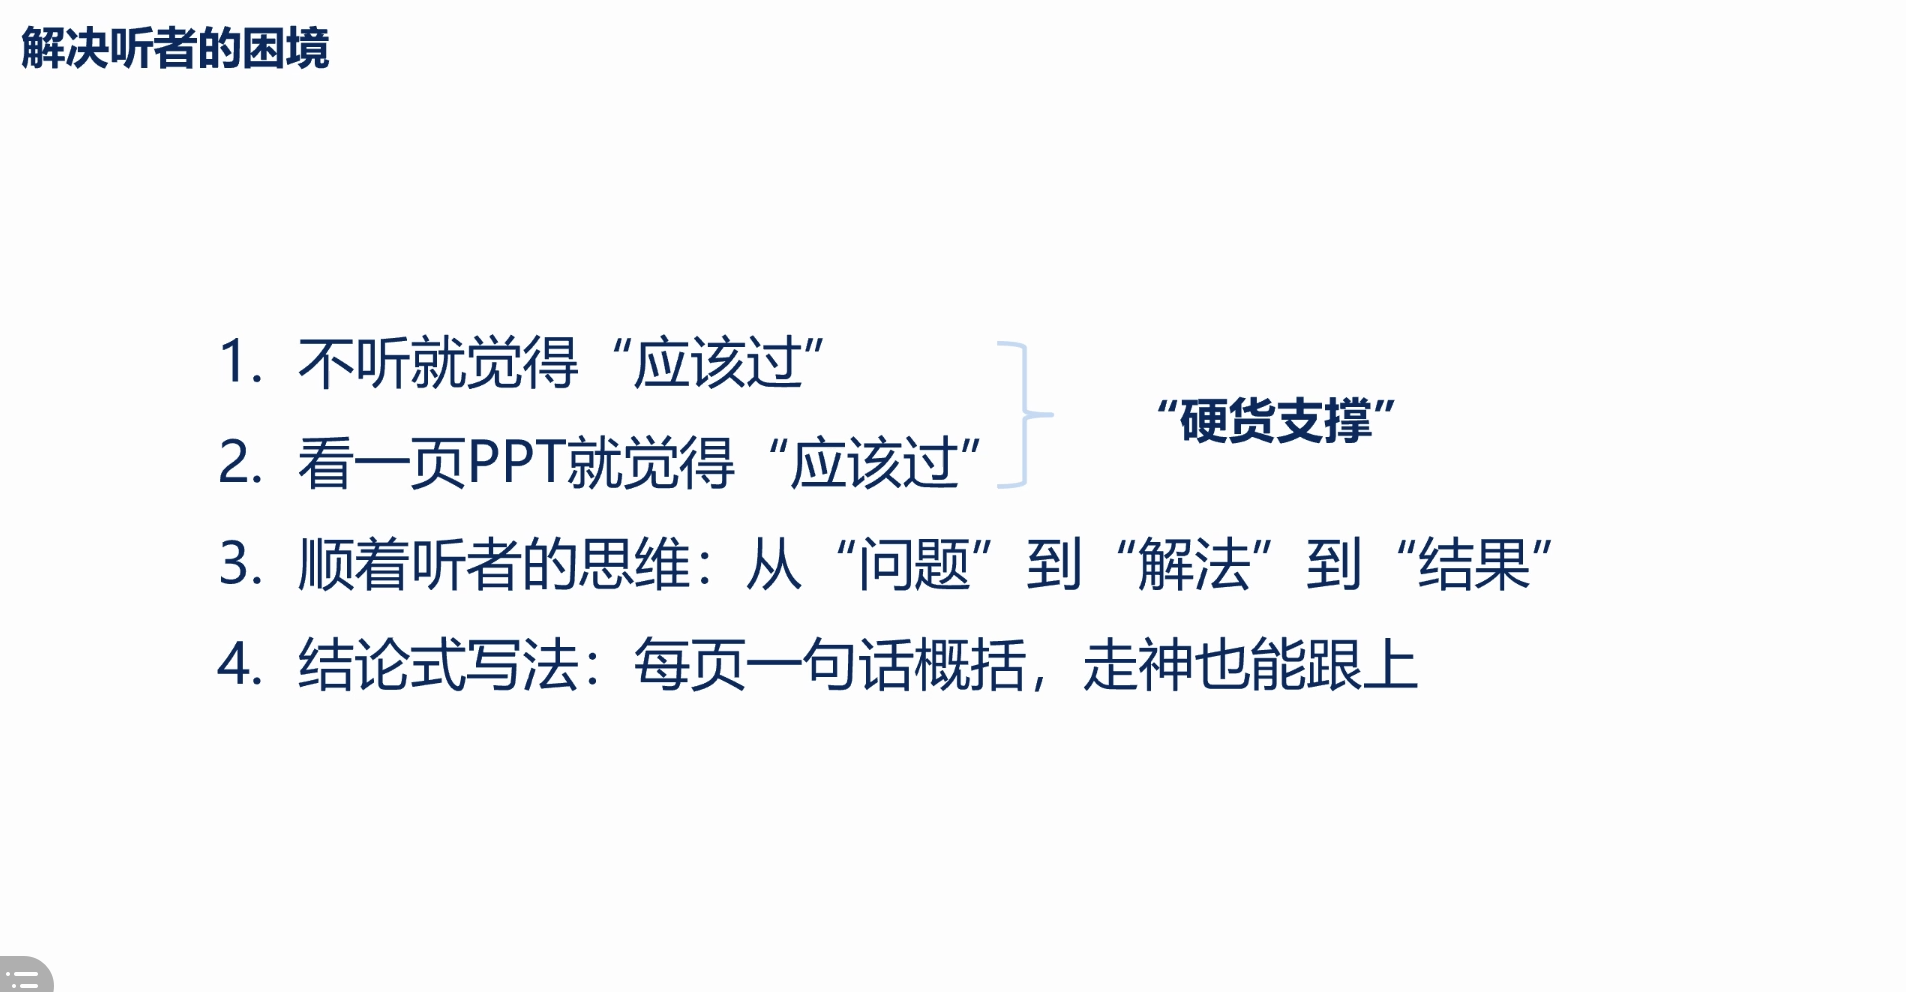 解决听者的困境
1. 不听就觉得“应该过”
2. 看一页PPT就觉得“应该过”
“硬货支撑”
3. 顺着听者的思维：从“问题”到“解法”到“结果”
4. 结论式写法：每页一句话概括，走神也能跟上